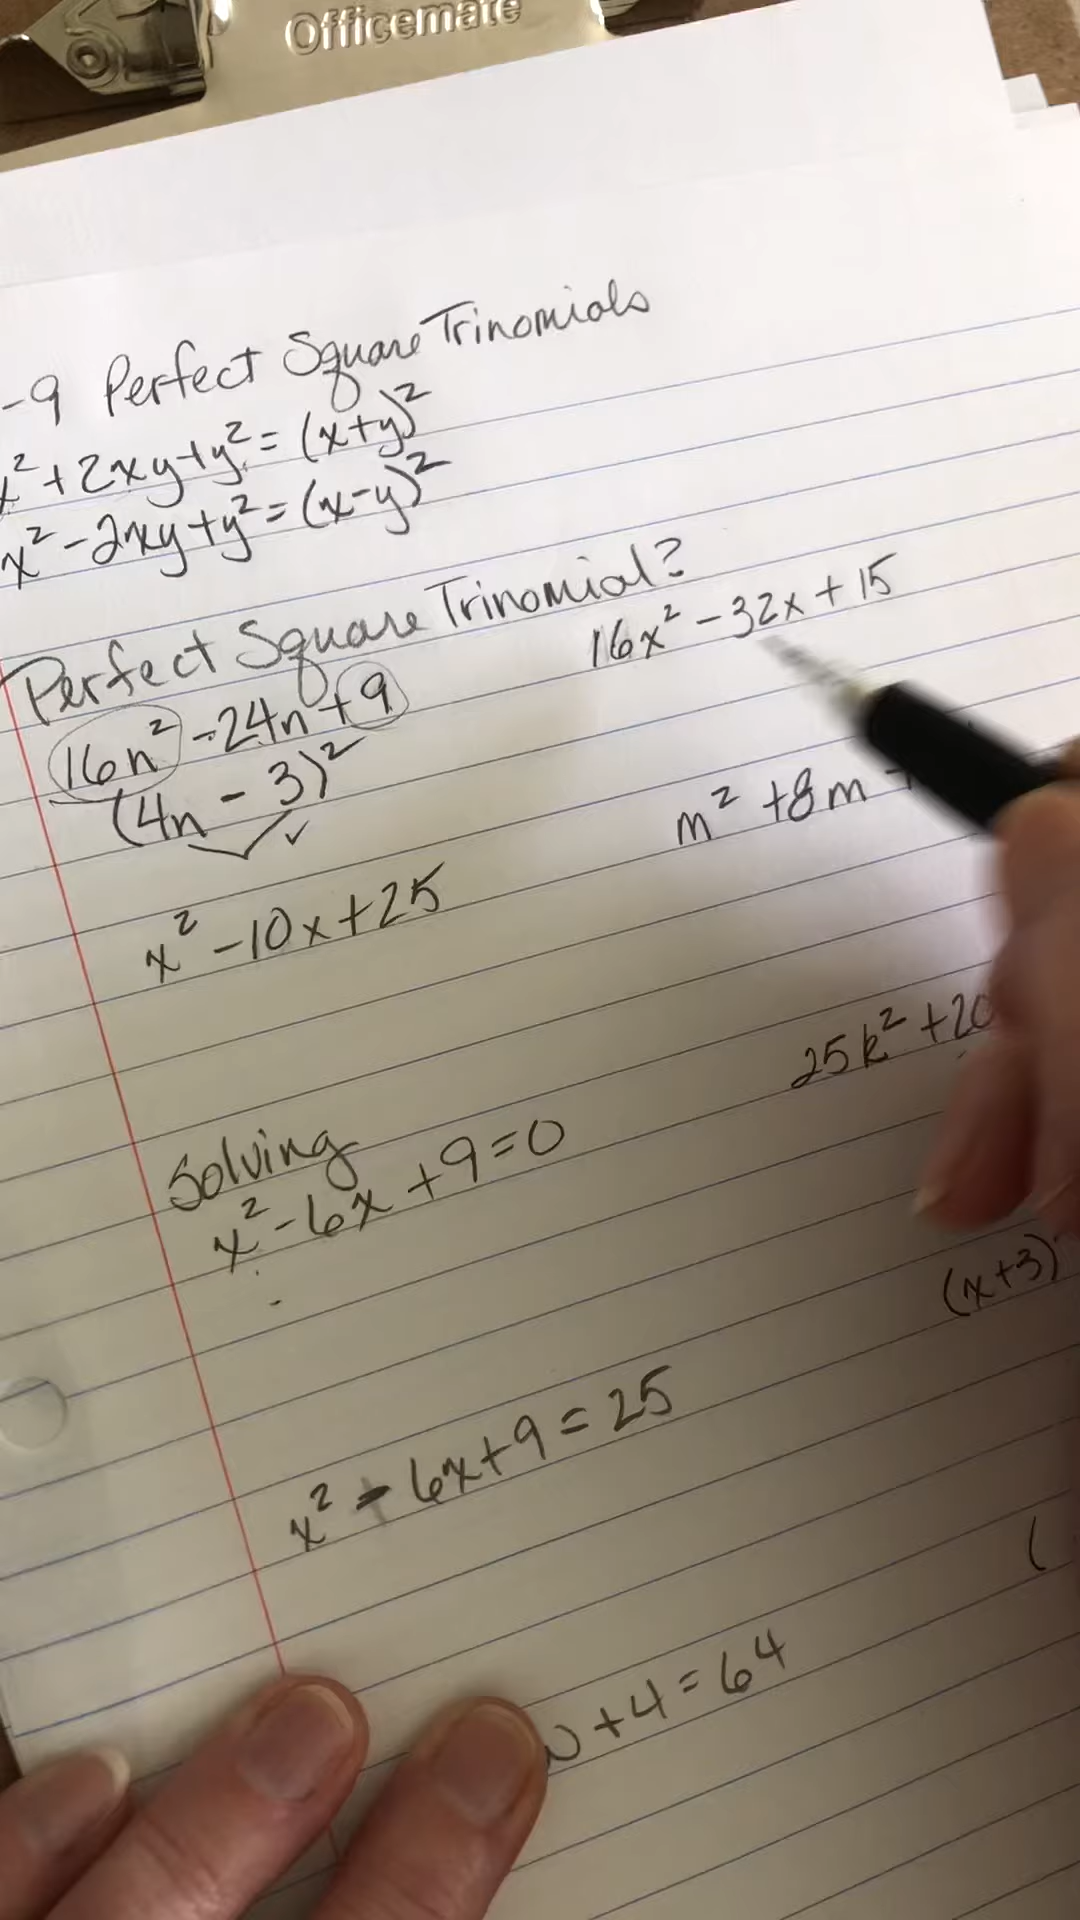 Officemate
-9 Perfect Square Trinomials
x²+2xy+y²=(x+y)²
x²-2xy+y²=(x-y)²
Perfect Square Trinomial?
16n²-24n+9
(4n - 3)²
✓
16x²-32x+15
m²+8m
x²-10x+25
25k²+20
Solving
x²-6x+9=0
(x+3)
x²-6x+9=25
(
+4=64